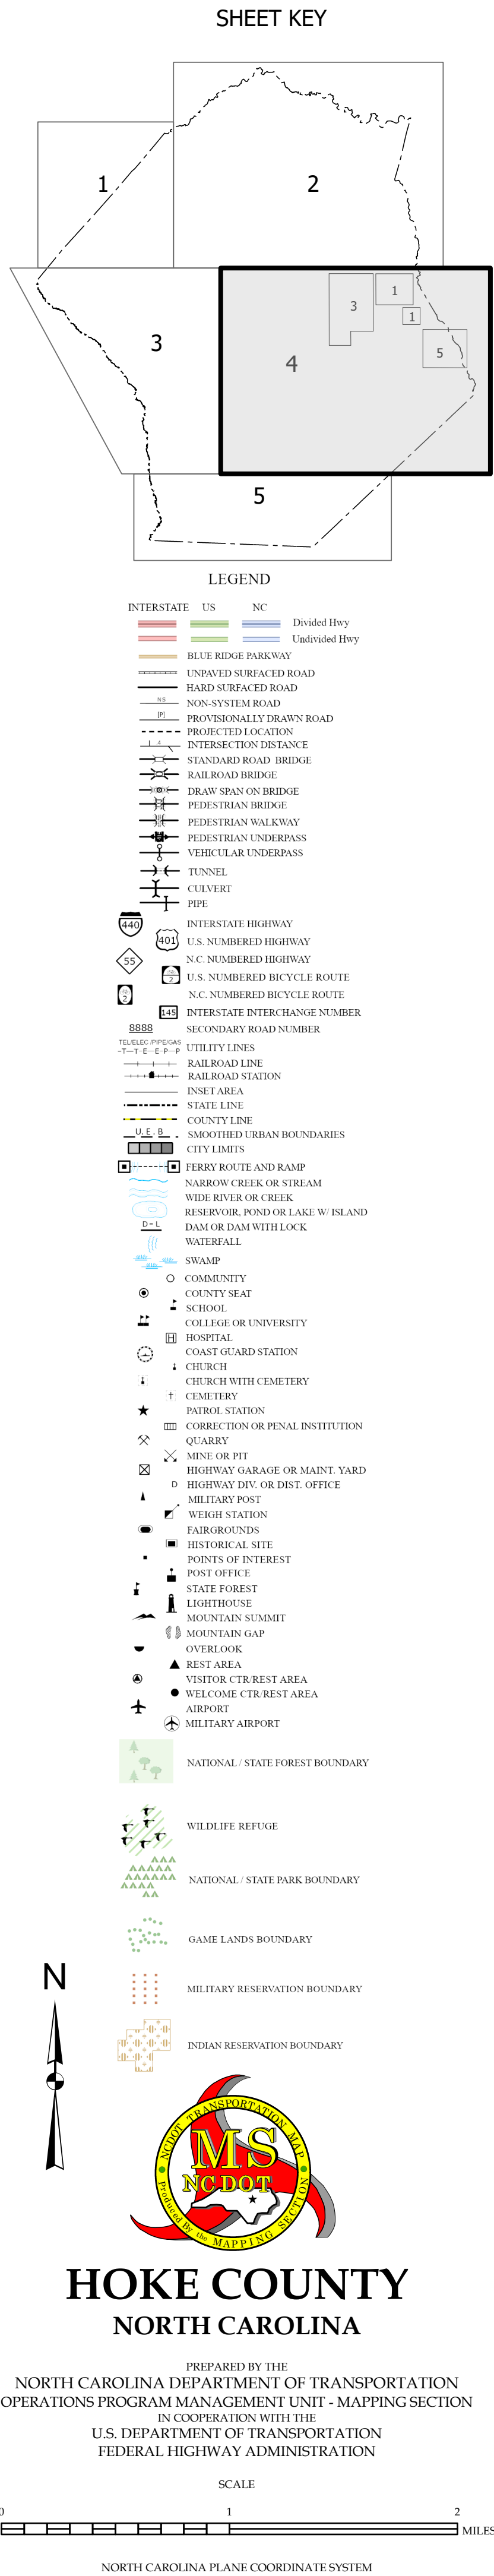 SHEET KEY
1
2
3
1
1
3
4
5
5
LEGEND
INTERSTATE US NC
Divided Hwy
Undivided Hwy
BLUE RIDGE PARKWAY
UNPAVED SURFACED ROAD
HARD SURFACED ROAD
N S NON-SYSTEM ROAD
[P] PROVISIONALLY DRAWN ROAD
PROJECTED LOCATION
.4 INTERSECTION DISTANCE
STANDARD ROAD BRIDGE
RAILROAD BRIDGE
DRAW SPAN ON BRIDGE
PEDESTRIAN BRIDGE
PEDESTRIAN WALKWAY
PEDESTRIAN UNDERPASS
VEHICULAR UNDERPASS
TUNNEL
CULVERT
PIPE
440 INTERSTATE HIGHWAY
401 U.S. NUMBERED HIGHWAY
55 N.C. NUMBERED HIGHWAY
2 U.S. NUMBERED BICYCLE ROUTE
2 N.C. NUMBERED BICYCLE ROUTE
145 INTERSTATE INTERCHANGE NUMBER
8888 SECONDARY ROAD NUMBER
TEL/ELEC /PIPE/GAS
–T—T–E—E–P—P UTILITY LINES
RAILROAD LINE
RAILROAD STATION
INSET AREA
STATE LINE
COUNTY LINE
U. E . B SMOOTHED URBAN BOUNDARIES
CITY LIMITS
FERRY ROUTE AND RAMP
NARROW CREEK OR STREAM
WIDE RIVER OR CREEK
RESERVOIR, POND OR LAKE W/ ISLAND
D - L DAM OR DAM WITH LOCK
WATERFALL
SWAMP
COMMUNITY
COUNTY SEAT
SCHOOL
COLLEGE OR UNIVERSITY
H HOSPITAL
COAST GUARD STATION
CHURCH
CHURCH WITH CEMETERY
CEMETERY
PATROL STATION
CORRECTION OR PENAL INSTITUTION
QUARRY
MINE OR PIT
HIGHWAY GARAGE OR MAINT. YARD
D HIGHWAY DIV. OR DIST. OFFICE
MILITARY POST
WEIGH STATION
FAIRGROUNDS
HISTORICAL SITE
POINTS OF INTEREST
POST OFFICE
STATE FOREST
LIGHTHOUSE
MOUNTAIN SUMMIT
MOUNTAIN GAP
OVERLOOK
REST AREA
VISITOR CTR/REST AREA
WELCOME CTR/REST AREA
AIRPORT
MILITARY AIRPORT
NATIONAL / STATE FOREST BOUNDARY
WILDLIFE REFUGE
NATIONAL / STATE PARK BOUNDARY
GAME LANDS BOUNDARY
N
MILITARY RESERVATION BOUNDARY
INDIAN RESERVATION BOUNDARY
NCDOT TRANSPORTATION MAP
MS
NC DOT
Produced By the MAPPING SECTION
HOKE COUNTY
NORTH CAROLINA
PREPARED BY THE
NORTH CAROLINA DEPARTMENT OF TRANSPORTATION
OPERATIONS PROGRAM MANAGEMENT UNIT - MAPPING SECTION
IN COOPERATION WITH THE
U.S. DEPARTMENT OF TRANSPORTATION
FEDERAL HIGHWAY ADMINISTRATION
SCALE
0 1 2
MILES
NORTH CAROLINA PLANE COORDINATE SYSTEM